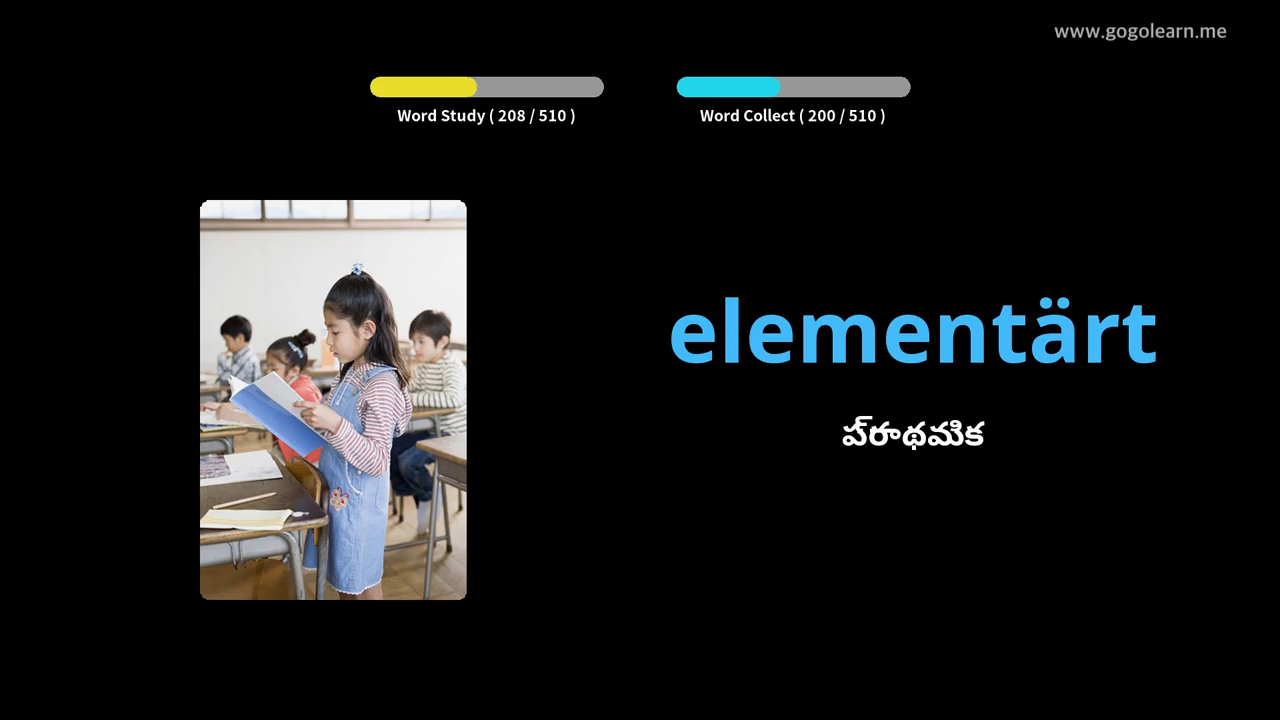 www.gogolearn.me
Word Study ( 208 / 510 )
Word Collect ( 200 / 510 )
elementärt
ప్రాథమిక